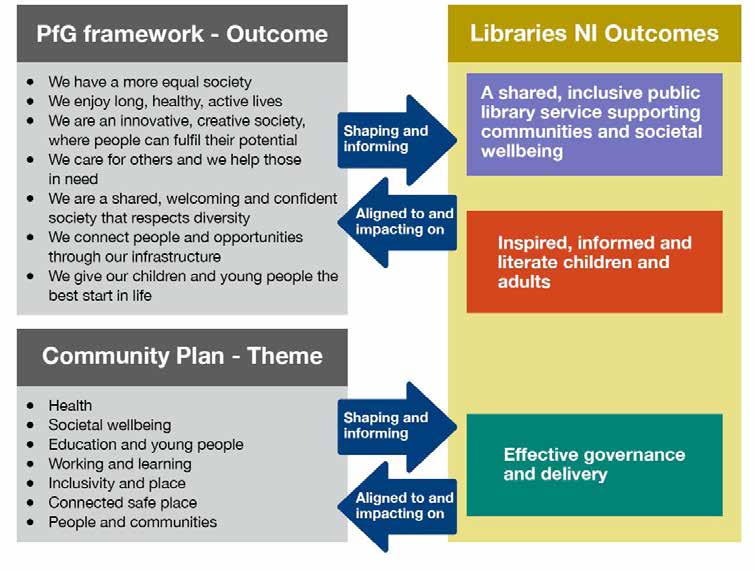 PfG framework - Outcome
• We have a more equal society
• We enjoy long, healthy, active lives
• We are an innovative, creative society,
where people can fulfil their potential
• We care for others and we help those
in need
• We are a shared, welcoming and confident
society that respects diversity
• We connect people and opportunities
through our infrastructure
• We give our children and young people the
best start in life
Shaping and
informing
Aligned to and
impacting on
Libraries NI Outcomes
A shared, inclusive public
library service supporting
communities and societal
wellbeing
Inspired, informed and
literate children and
adults
Community Plan - Theme
• Health
• Societal wellbeing
• Education and young people
• Working and learning
• Inclusivity and place
• Connected safe place
• People and communities
Shaping and
informing
Aligned to and
impacting on
Effective governance
and delivery